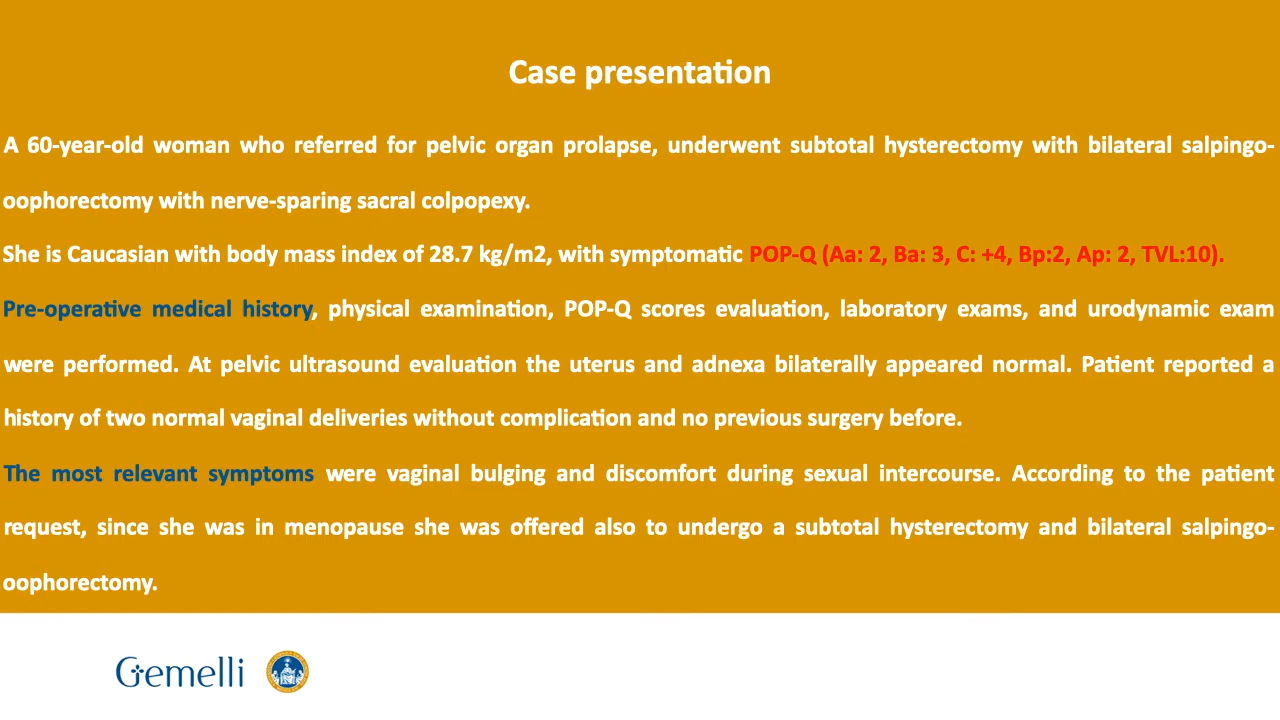 Case presentation
A 60-year-old woman who referred for pelvic organ prolapse, underwent subtotal hysterectomy with bilateral salpingo-
oophorectomy with nerve-sparing sacral colpopexy.
She is Caucasian with body mass index of 28.7 kg/m2, with symptomatic POP-Q (Aa: 2, Ba: 3, C: +4, Bp:2, Ap: 2, TVL:10).
Pre-operative medical history, physical examination, POP-Q scores evaluation, laboratory exams, and urodynamic exam
were performed. At pelvic ultrasound evaluation the uterus and adnexa bilaterally appeared normal. Patient reported a
history of two normal vaginal deliveries without complication and no previous surgery before.
The most relevant symptoms were vaginal bulging and discomfort during sexual intercourse. According to the patient
request, since she was in menopause she was offered also to undergo a subtotal hysterectomy and bilateral salpingo-
oophorectomy.
Gemelli